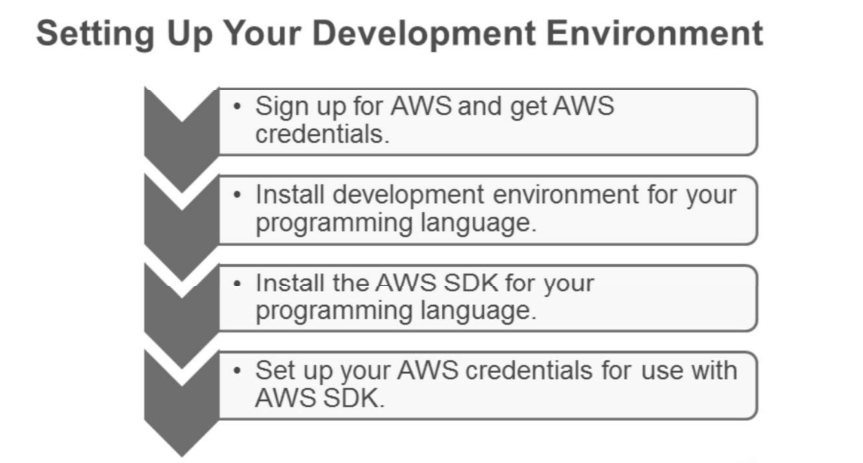 Setting Up Your Development Environment
• Sign up for AWS and get AWS
credentials.
• Install development environment for your
programming language.
• Install the AWS SDK for your
programming language.
• Set up your AWS credentials for use with
AWS SDK.